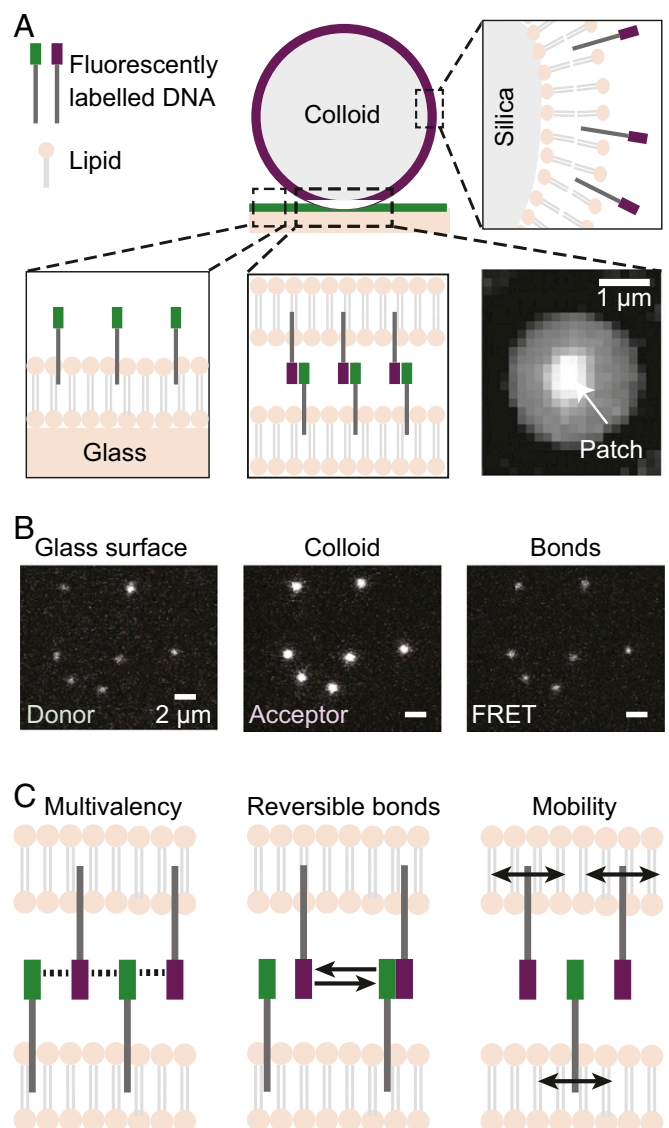 A
Fluorescently
labelled DNA
Lipid
Colloid
Silica
Glass
1 μm
Patch
B
Glass surface
Colloid
Bonds
Donor
2 μm
Acceptor
FRET
C
Multivalency
Reversible bonds
Mobility